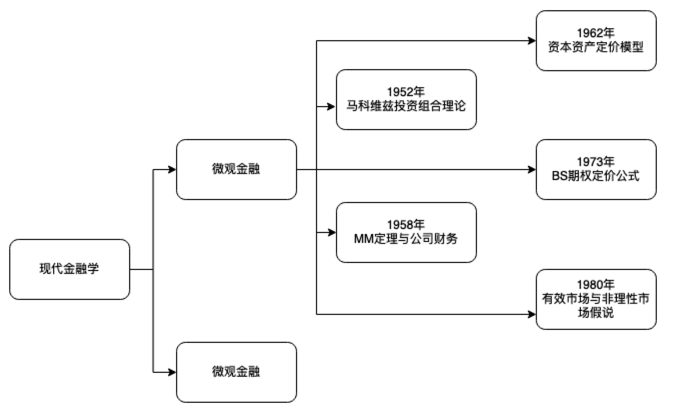 1962年
资本资产定价模型
1952年
马科维兹投资组合理论
微观金融
1973年
BS期权定价公式
1958年
MM定理与公司财务
现代金融学
1980年
有效市场与非理性市
场假说
微观金融